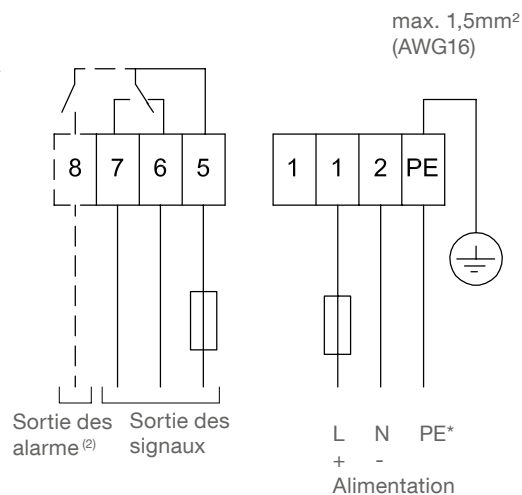 max. 1,5mm²
(AWG16)
8 7 6 5 1 1 2 PE
Sortie des
alarme (2)
Sortie des
signaux
L N PE*
+ -
Alimentation